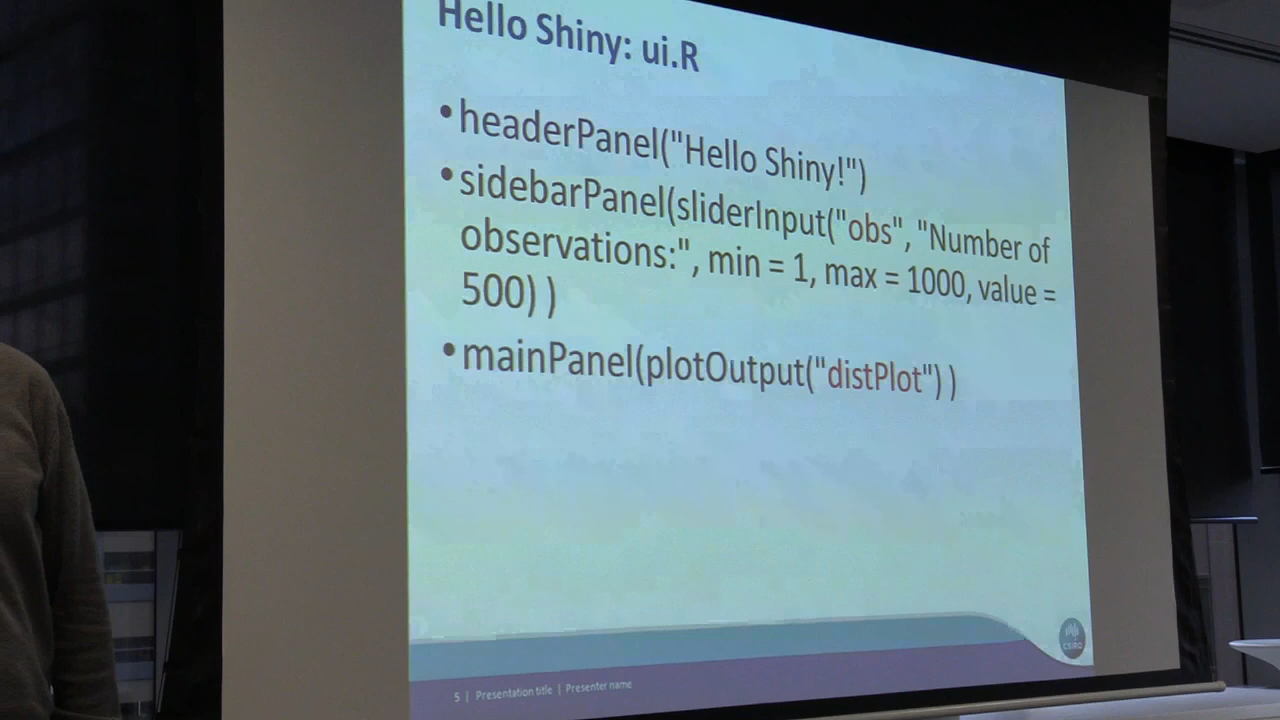 Hello Shiny: ui.R
•headerPanel("Hello Shiny!")
•sidebarPanel(sliderInput("obs", "Number of
observations:", min = 1, max = 1000, value =
500) )
•mainPanel(plotOutput("distPlot") )
CSIRO
5 | Presentation title | Presenter name